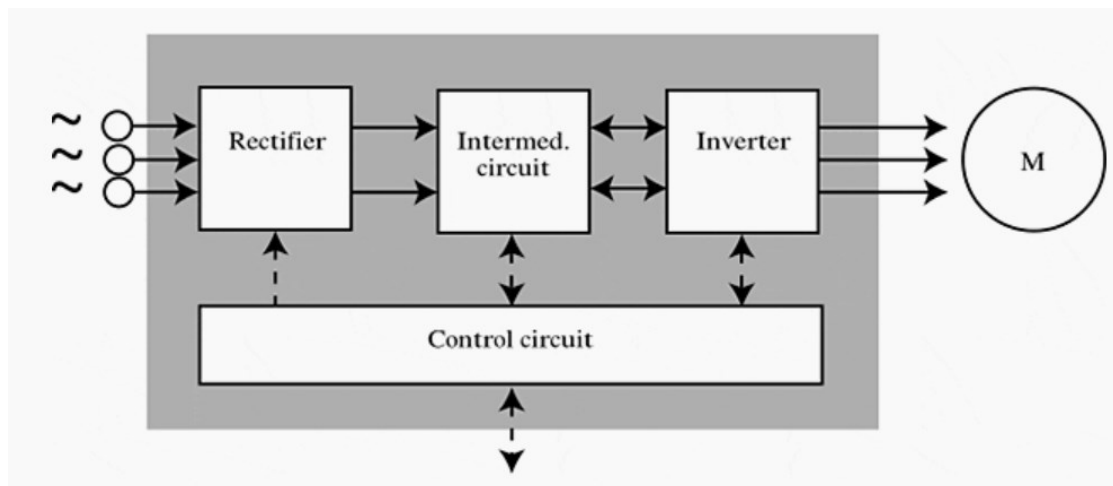 Rectifier
Intermed.
circuit
Inverter
M
Control circuit